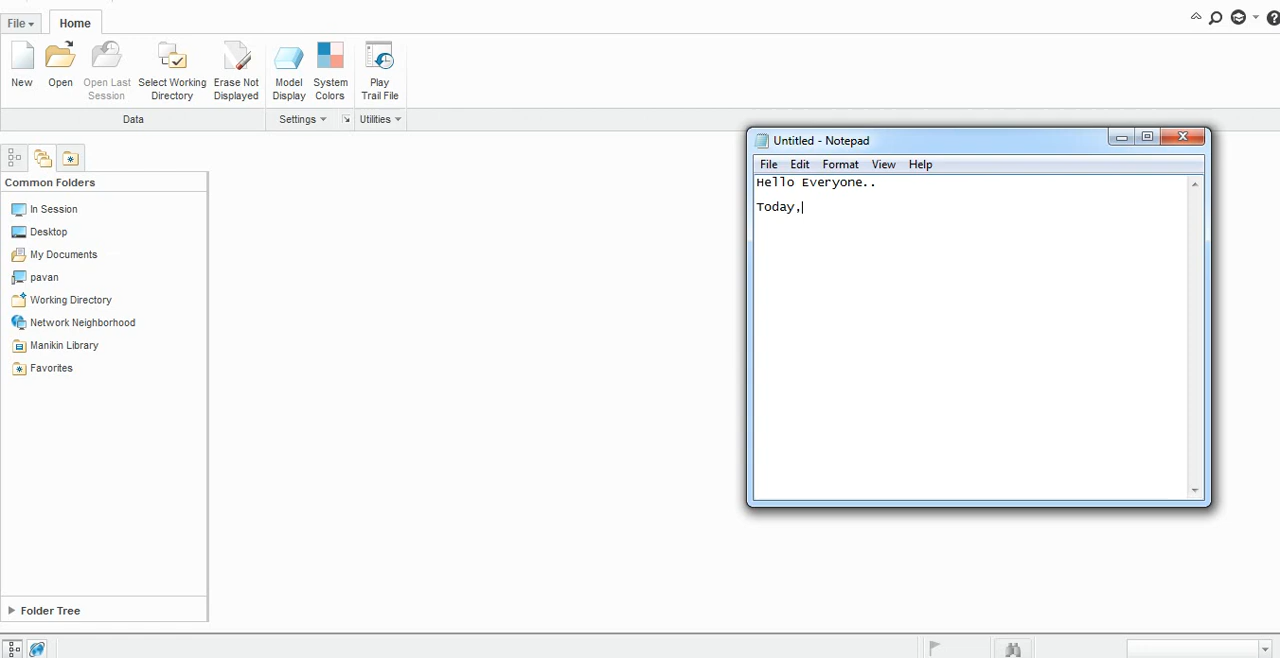 File
Home
New
Open
Open Last Session
Select Working Directory
Erase Not Displayed
Model Display
System Colors
Play Trail File
Data
Settings
Utilities
Common Folders
In Session
Desktop
My Documents
pavan
Working Directory
Network Neighborhood
Manikin Library
Favorites
Folder Tree
Untitled - Notepad
File Edit Format View Help
Hello Everyone..
Today,